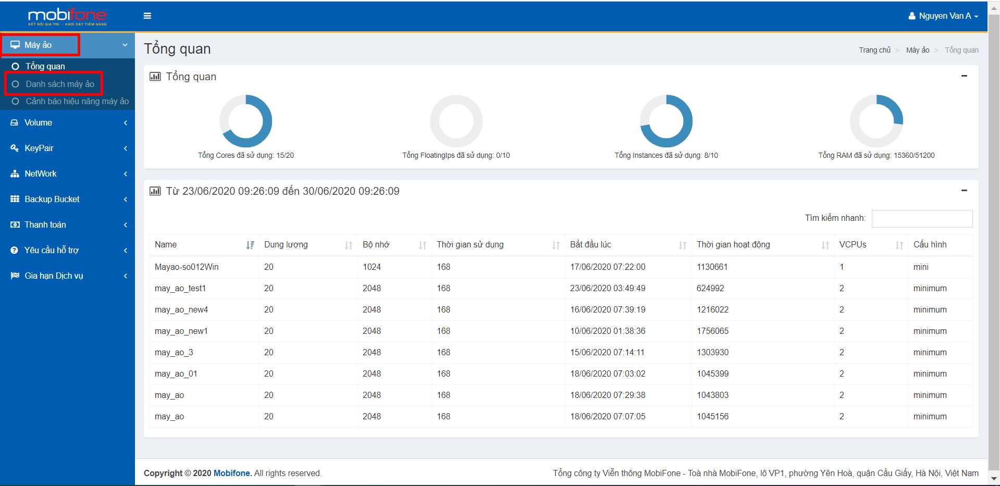 mobifone
KẾT NỐI GIÁ TRỊ - KHƠI DẬY TIỀM NĂNG
Nguyen Van A
Máy ảo
Tổng quan
Danh sách máy ảo
Cảnh báo hiệu năng máy ảo
Volume
KeyPair
NetWork
Backup Bucket
Thanh toán
Yêu cầu hỗ trợ
Gia hạn Dịch vụ
Tổng quan
Trang chủ > Máy ảo > Tổng quan
Tổng quan
Tổng Cores đã sử dụng: 15/20
Tổng FloatingIps đã sử dụng: 0/10
Tổng Instances đã sử dụng: 8/10
Tổng RAM đã sử dụng: 15360/51200
Từ 23/06/2020 09:26:09 đến 30/06/2020 09:26:09
Tìm kiếm nhanh:
Name Dung lượng Bộ nhớ Thời gian sử dụng Bắt đầu lúc Thời gian hoạt động VCPUs Cấu hình
Mayao-so012Win 20 1024 168 17/06/2020 07:22:00 1130661 1 mini
may_ao_test1 20 2048 168 23/06/2020 03:49:49 624992 2 minimum
may_ao_new4 20 2048 168 16/06/2020 07:39:19 1216022 2 minimum
may_ao_new1 20 2048 168 10/06/2020 01:38:36 1756065 2 minimum
may_ao_3 20 2048 168 15/06/2020 07:14:11 1303930 2 minimum
may_ao_01 20 2048 168 18/06/2020 07:03:02 1045399 2 minimum
may_ao 20 2048 168 18/06/2020 07:29:38 1043803 2 minimum
may_ao 20 2048 168 18/06/2020 07:07:05 1045156 2 minimum
Copyright © 2020 Mobifone. All rights reserved.
Tổng công ty Viễn thông MobiFone - Toà nhà MobiFone, lô VP1, phường Yên Hoà, quận Cầu Giấy, Hà Nội, Việt Nam